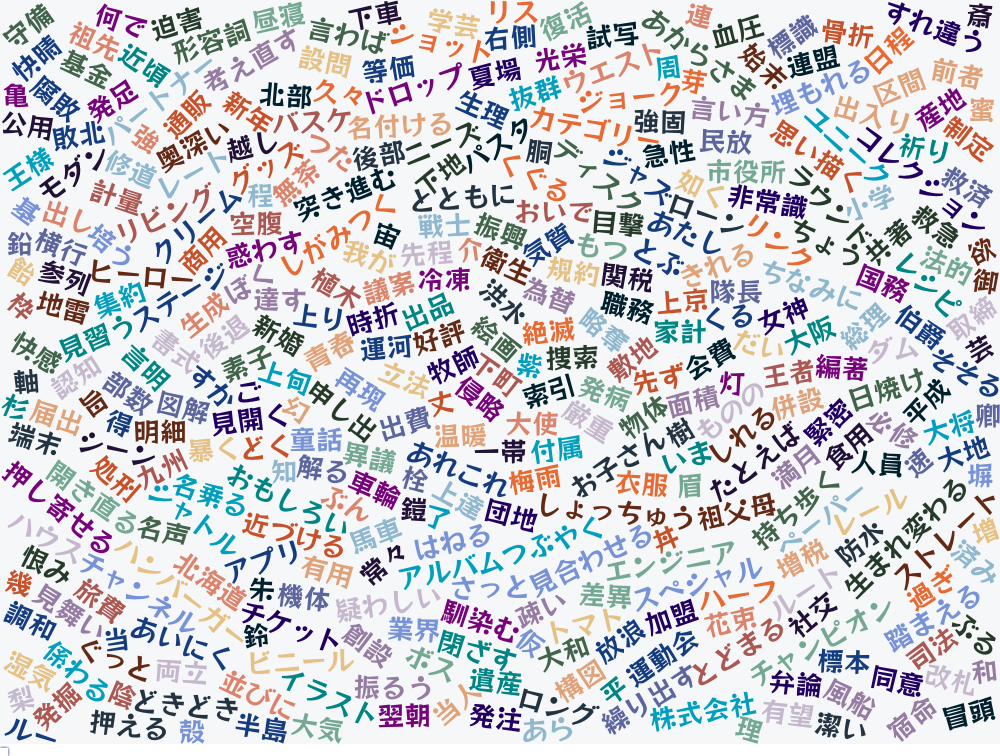 守備
何で
迫害
形容詞
昼寝
言わば
下車
ショット
学芸
リス
右側
復活
光栄
試写
あからさま
連
血圧
標識
骨折
日程
すれ違う
斎
快晴
祖先
近頃
基金
パートナー
考え直す
設問
等価
ドロップ
夏場
ウエスト
周
芽
始末
連盟
埋もれる
区間
前者
蜜
亀
腐敗
発足
通販
新年
北部
久々
生理
抜群
ジョーク
言い方
出入り
産地
制定
公用
敗北
強
奥深い
越し
バスケ
名付ける
ニーズ
パスタ
カテゴリー
強固
民放
思い描く
ユニーク
コレクション
祈り
救済
王様
モダン
修道
レート
グッズ
つた
後部
下地
くぐる
胴
ディスク
ジャズ
急性
市役所
ラウンド
小学
計量
リビング
クリーム
程
無茶
突き進む
とともに
おいで
目撃
ローン
如く
非常識
リンク
ちょう
共著
救急
基
出し
培う
商用
空腹
惑わす
しがみつく
宙
戦士
振興
気質
もつ
とぶ
あたし
きれる
ちなみに
国務
レシピ
法的
総御
鉛
横行
飴
参列
ヒーロー
ステージ
ぼく
我が
先程
介
衛生
規約
関税
隊長
上京
女神
総理
伯爵
取締
芸
枠
地雷
集約
生成
達す
植木
議案
冷凍
洪水
為替
職務
略奪
家計
くる
だい
大阪
ダム
そそる
快感
見習う
書式
後退
新婚
上り
時折
出品
好評
絵画
絶滅
捜索
敷地
会費
軸
認知
言明
すかさず
素子
青春
運河
牧師
下町
柴
索引
発病
先ず
灯
王者
編著
日焼け
平成
卿
杉
届出
缶
部数
図解
ごく
上旬
幻
再現
立法
侵略
丈
大使
厳重
物体
面積
ものの
併設
緊密
必修
大将
端末
シーン
得
明細
見開く
暴く
どく
童話
申し出
出費
温暖
一帯
付属
お子さん
樹
しれる
たとえば
満月
食用
人員
速
大地
塀
押し寄せる
開き直る
処刑
九州
シャトル
名乗る
おもしろい
知
解る
異議
栓
あれこれ
梅雨
衣服
眉
いま
祖父母
持ち歩く
ペーパー
レール
防水
生まれ変わる
ストレート
増
ハウス
名声
近づける
ぶん
車輪
鎧
上達
了
団地
しょっちゅう
恨み
チャンネル
ハンバーガー
北海道
アプリ
馬車
有用
常々
はねる
アルバム
つぶやく
さっと
見合わせる
丼
エンジニア
増税
済み
幾
見舞い
旅費
朱
機体
疑わしい
馴染む
疎い
差異
スペシャル
ハーフ
ルート
社交
過ぎ
踏まえる
調和
係わる
当
あいにく
鈴
チケット
創設
業界
閉ざす
仮
トマト
大和
放浪
加盟
花束
とどまる
チャンピオン
司法
ぶる
湿気
ぐっと
両立
ビニール
ボス
遺産
構図
平
運動会
標本
同意
改札
和
梨
発掘
陰
どきどき
並びに
イラスト
振るう
当人
ロング
繰り出す
株式会社
弁論
風船
宿命
冒頭
ルー
押える
殻
半島
大気
翌朝
発注
あら
理
有望
潔い